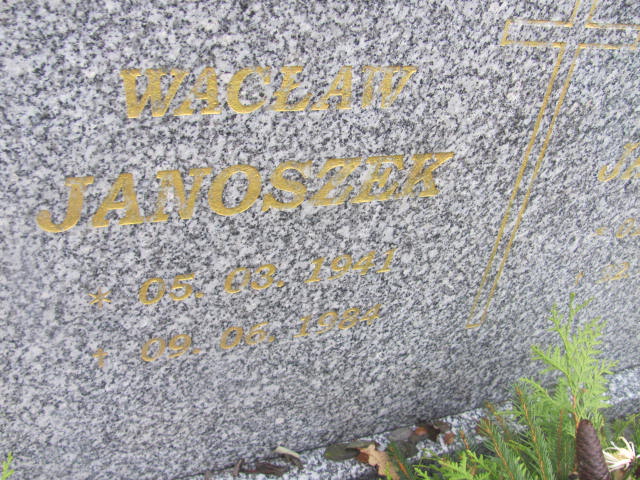 WACŁAW
JANOSZEK
* 05. 03. 1941
† 09. 06. 1984